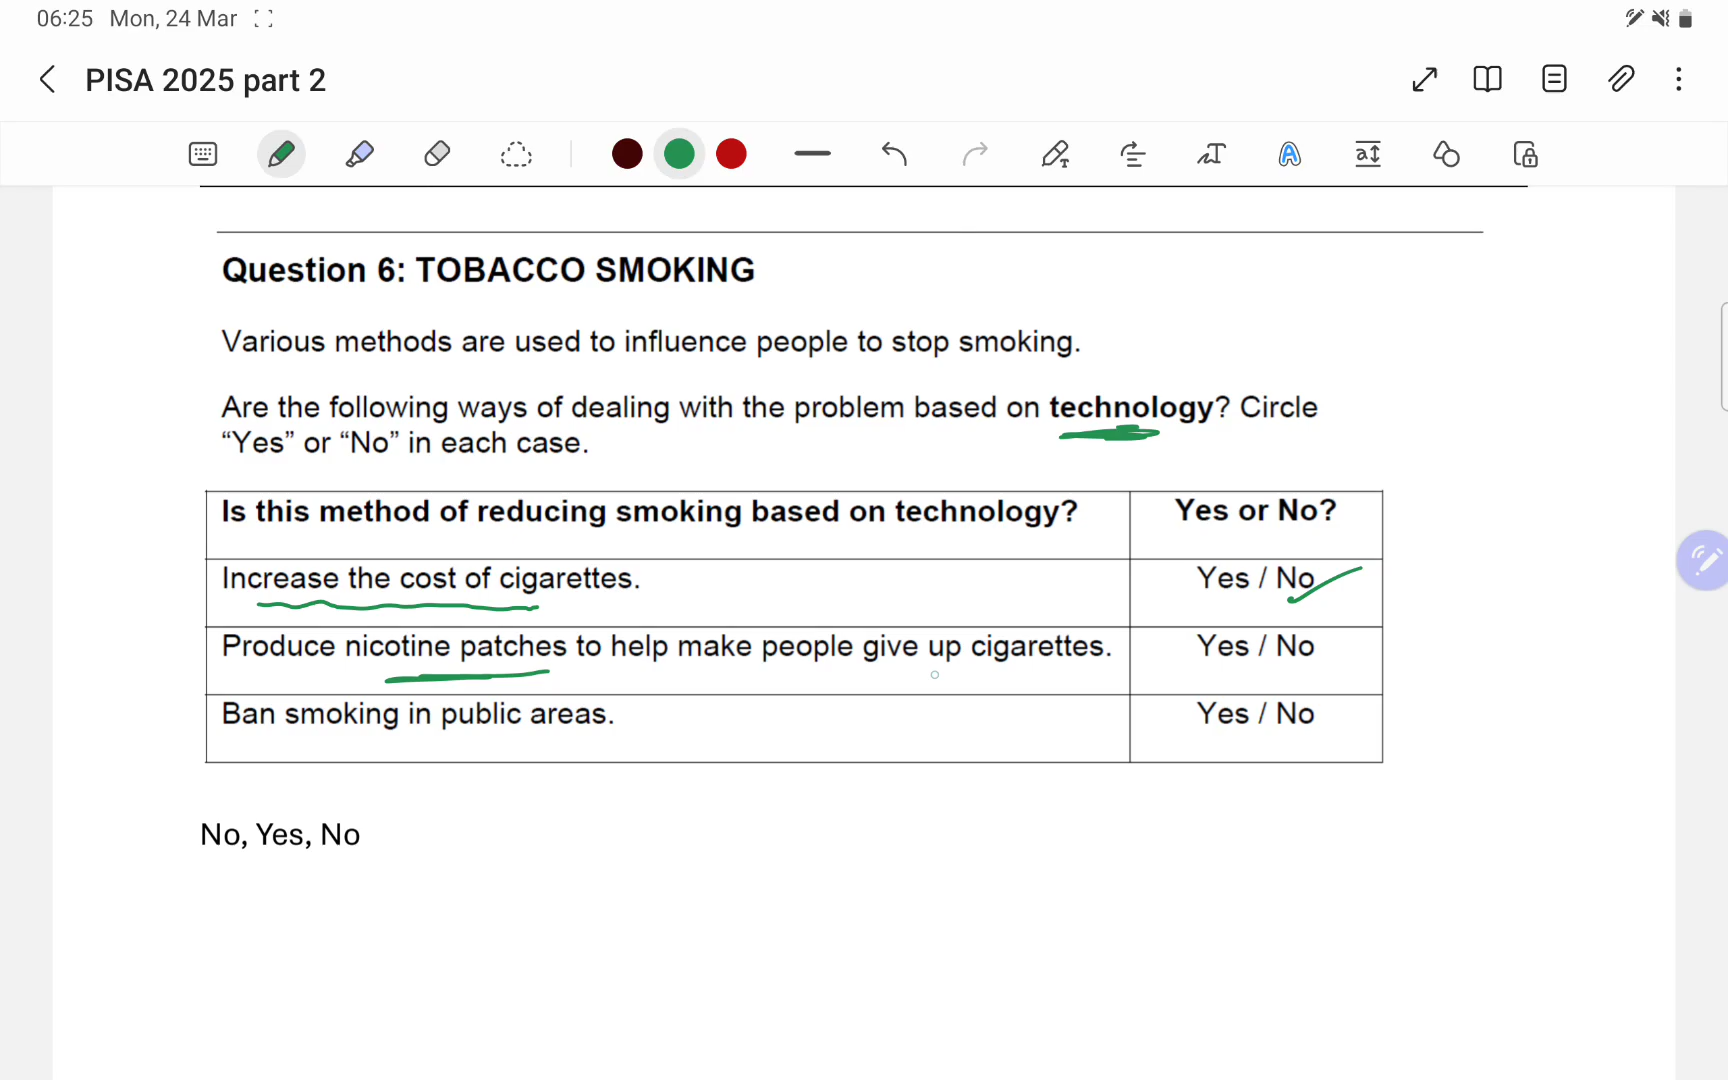 06:25 Mon, 24 Mar
PISA 2025 part 2
Question 6: TOBACCO SMOKING
Various methods are used to influence people to stop smoking.
Are the following ways of dealing with the problem based on technology? Circle
“Yes” or “No” in each case.
Is this method of reducing smoking based on technology? Yes or No?
Increase the cost of cigarettes. Yes / No
Produce nicotine patches to help make people give up cigarettes. Yes / No
Ban smoking in public areas. Yes / No
No, Yes, No